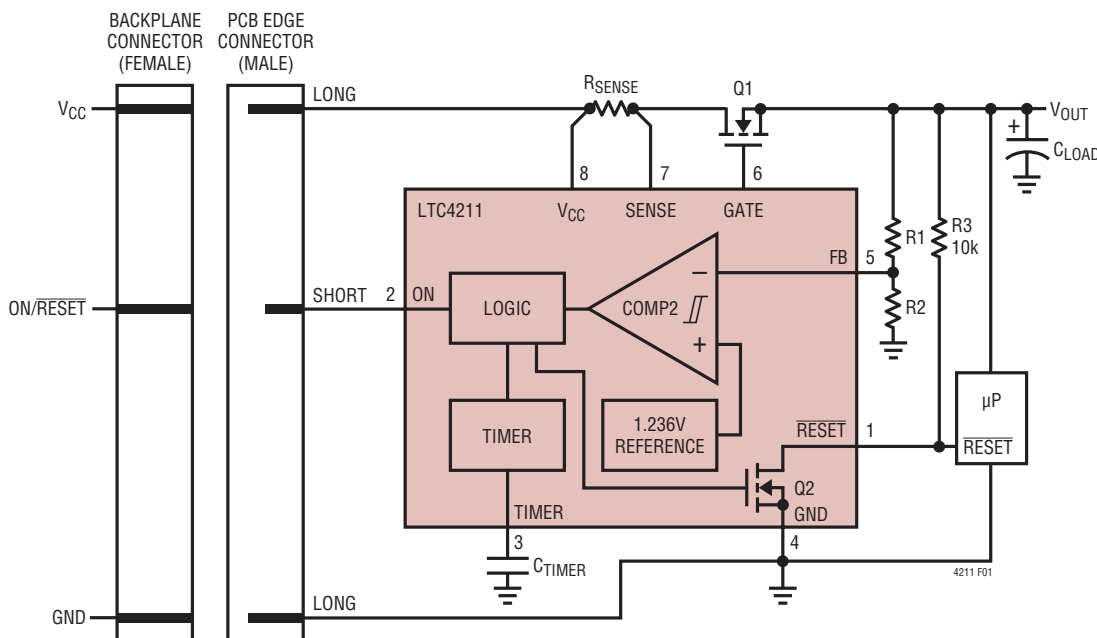 BACKPLANE
CONNECTOR
(FEMALE)
PCB EDGE
CONNECTOR
(MALE)
VCC
LONG
RSENSE
Q1
VOUT
+
CLOAD
8
7
6
LTC4211
VCC
SENSE
GATE
R1
R3
10k
FB
5
−
ON/RESET
SHORT
2
ON
LOGIC
COMP2
R2
+
µP
TIMER
1.236V
REFERENCE
RESET
1
RESET
Q2
TIMER
GND
3
4
CTIMER
4211 F01
LONG
GND